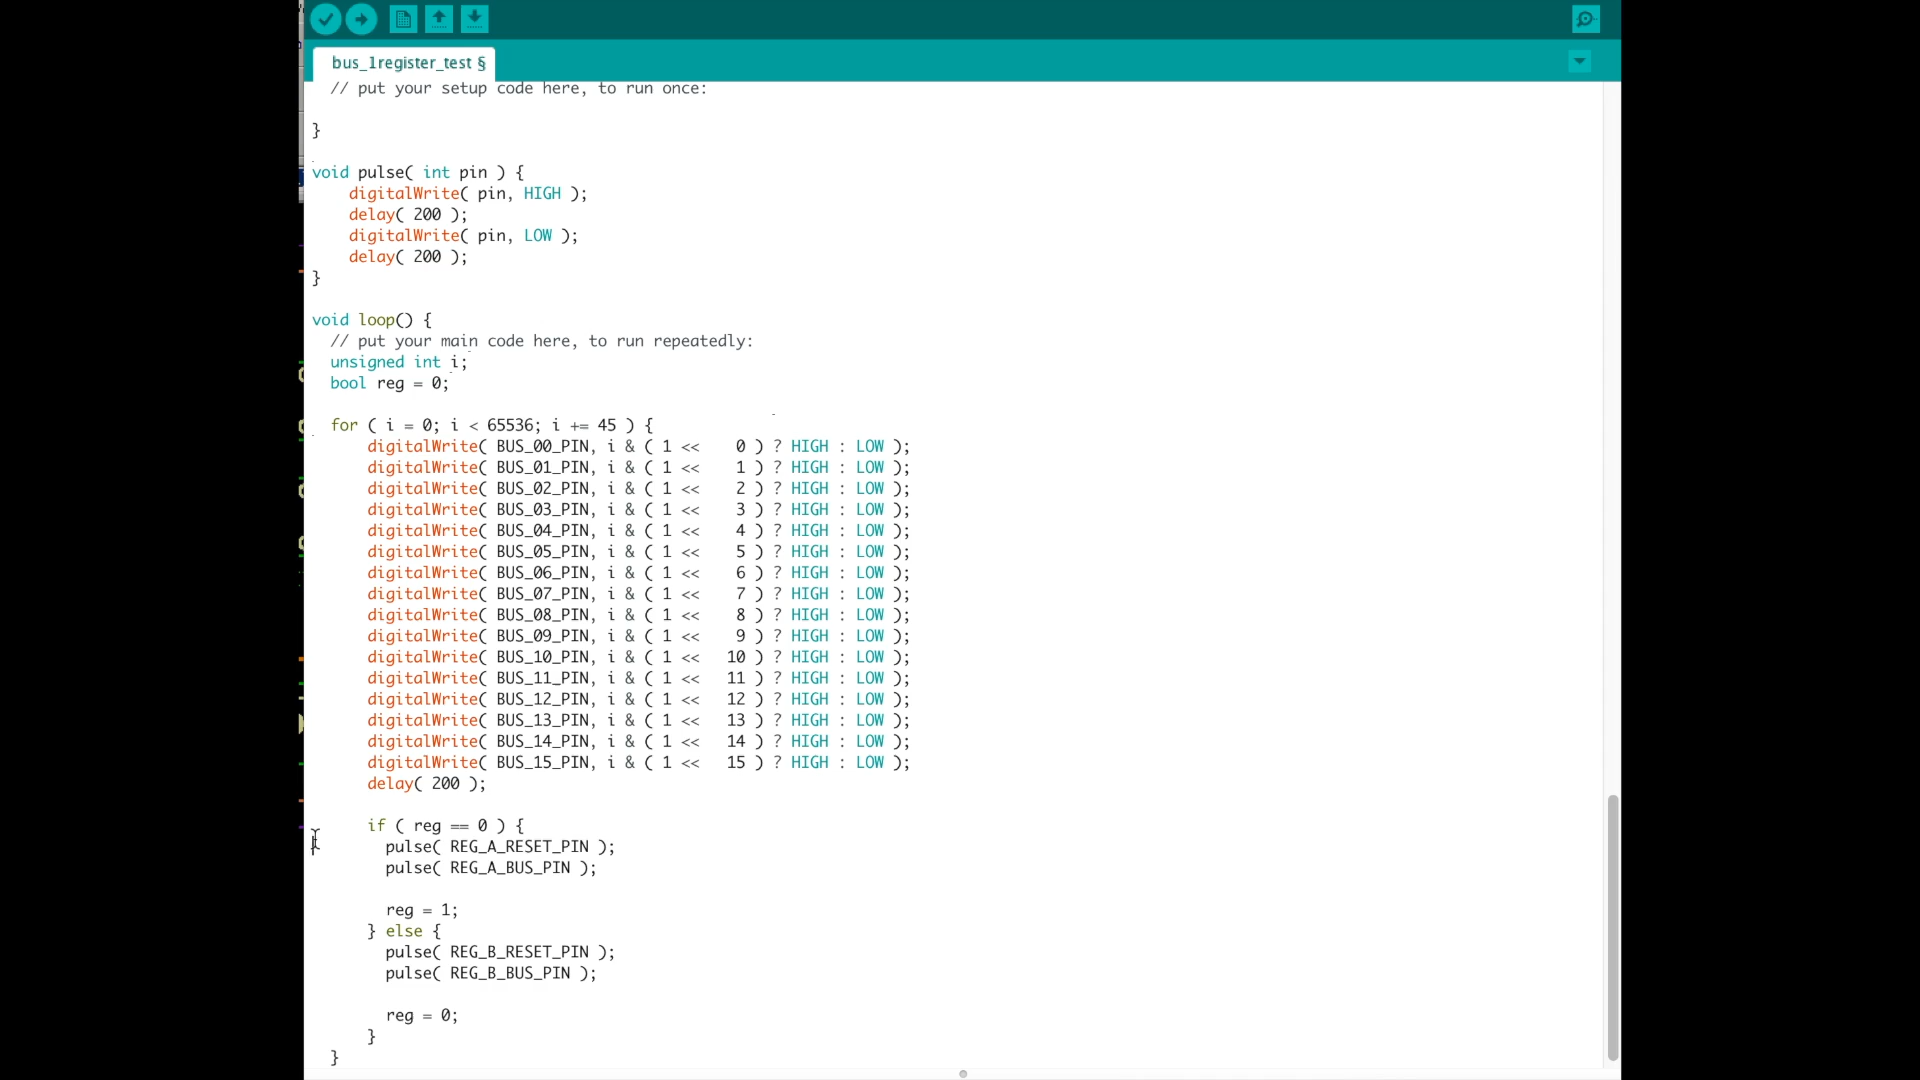 bus_1register_test §
// put your setup code here, to run once:
}
void pulse( int pin ) {
digitalWrite( pin, HIGH );
delay( 200 );
digitalWrite( pin, LOW );
delay( 200 );
}
void loop() {
// put your main code here, to run repeatedly:
unsigned int i;
bool reg = 0;
for ( i = 0; i < 65536; i += 45 ) {
digitalWrite( BUS_00_PIN, i & ( 1 << 0 ) ? HIGH : LOW );
digitalWrite( BUS_01_PIN, i & ( 1 << 1 ) ? HIGH : LOW );
digitalWrite( BUS_02_PIN, i & ( 1 << 2 ) ? HIGH : LOW );
digitalWrite( BUS_03_PIN, i & ( 1 << 3 ) ? HIGH : LOW );
digitalWrite( BUS_04_PIN, i & ( 1 << 4 ) ? HIGH : LOW );
digitalWrite( BUS_05_PIN, i & ( 1 << 5 ) ? HIGH : LOW );
digitalWrite( BUS_06_PIN, i & ( 1 << 6 ) ? HIGH : LOW );
digitalWrite( BUS_07_PIN, i & ( 1 << 7 ) ? HIGH : LOW );
digitalWrite( BUS_08_PIN, i & ( 1 << 8 ) ? HIGH : LOW );
digitalWrite( BUS_09_PIN, i & ( 1 << 9 ) ? HIGH : LOW );
digitalWrite( BUS_10_PIN, i & ( 1 << 10 ) ? HIGH : LOW );
digitalWrite( BUS_11_PIN, i & ( 1 << 11 ) ? HIGH : LOW );
digitalWrite( BUS_12_PIN, i & ( 1 << 12 ) ? HIGH : LOW );
digitalWrite( BUS_13_PIN, i & ( 1 << 13 ) ? HIGH : LOW );
digitalWrite( BUS_14_PIN, i & ( 1 << 14 ) ? HIGH : LOW );
digitalWrite( BUS_15_PIN, i & ( 1 << 15 ) ? HIGH : LOW );
delay( 200 );
if ( reg == 0 ) {
pulse( REG_A_RESET_PIN );
pulse( REG_A_BUS_PIN );
reg = 1;
} else {
pulse( REG_B_RESET_PIN );
pulse( REG_B_BUS_PIN );
reg = 0;
}
}